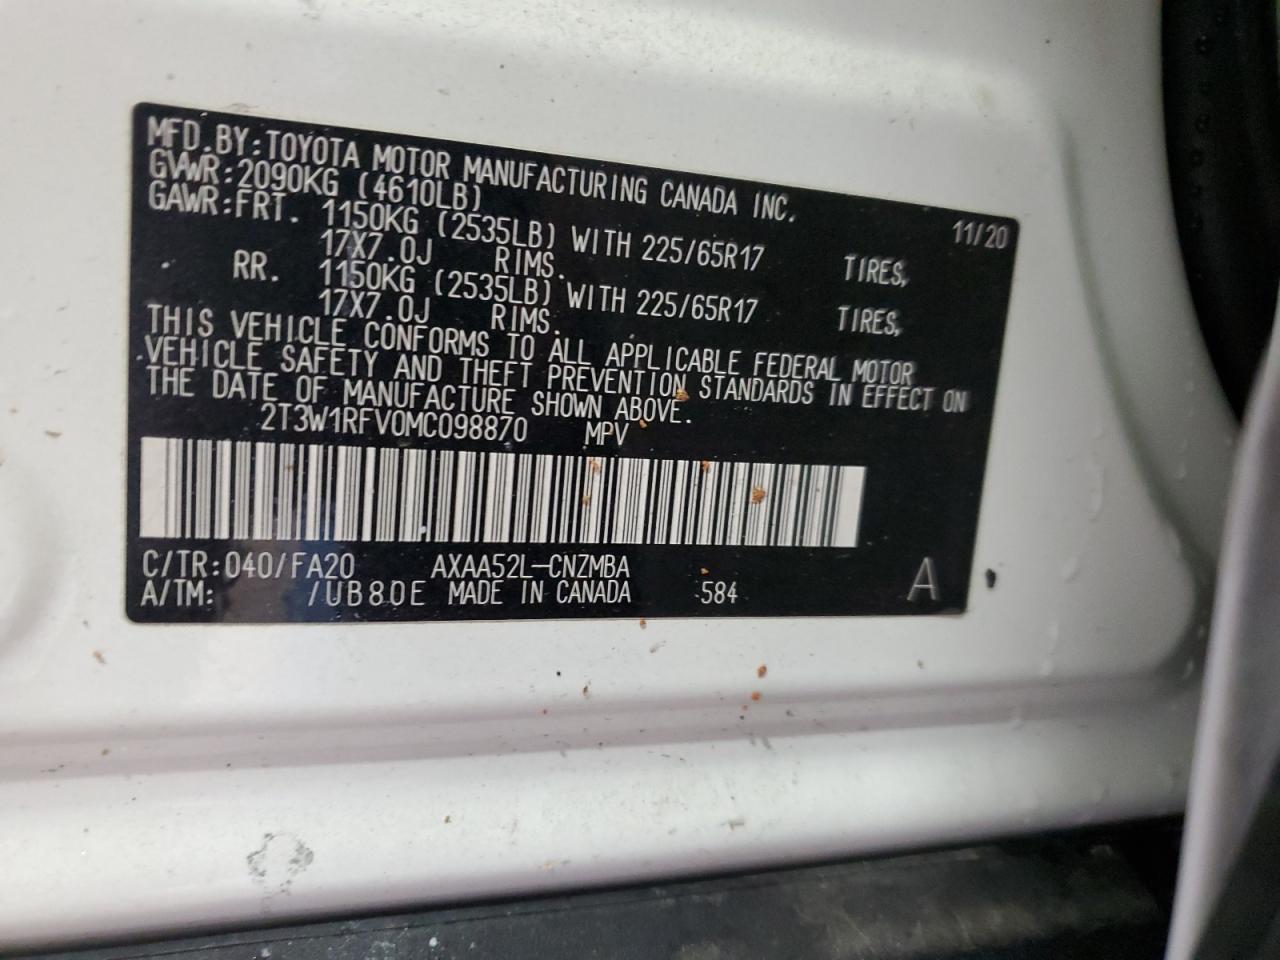 MFD.BY:TOYOTA MOTOR MANUFACTURING CANADA INC.
GVWR:2090KG (4610LB) 11/20
GAWR:FRT. 1150KG (2535LB) WITH 225/65R17 TIRES,
17X7.0J RIMS.
RR. 1150KG (2535LB) WITH 225/65R17 TIRES,
17X7.0J RIMS.
THIS VEHICLE CONFORMS TO ALL APPLICABLE FEDERAL MOTOR
VEHICLE SAFETY AND THEFT PREVENTION STANDARDS IN EFFECT ON
THE DATE OF MANUFACTURE SHOWN ABOVE.
2T3W1RFV0MC098870 MPV
C/TR:040/FA20 AXAA52L-CNZMBA A
A/TM: /UB80E MADE IN CANADA 584